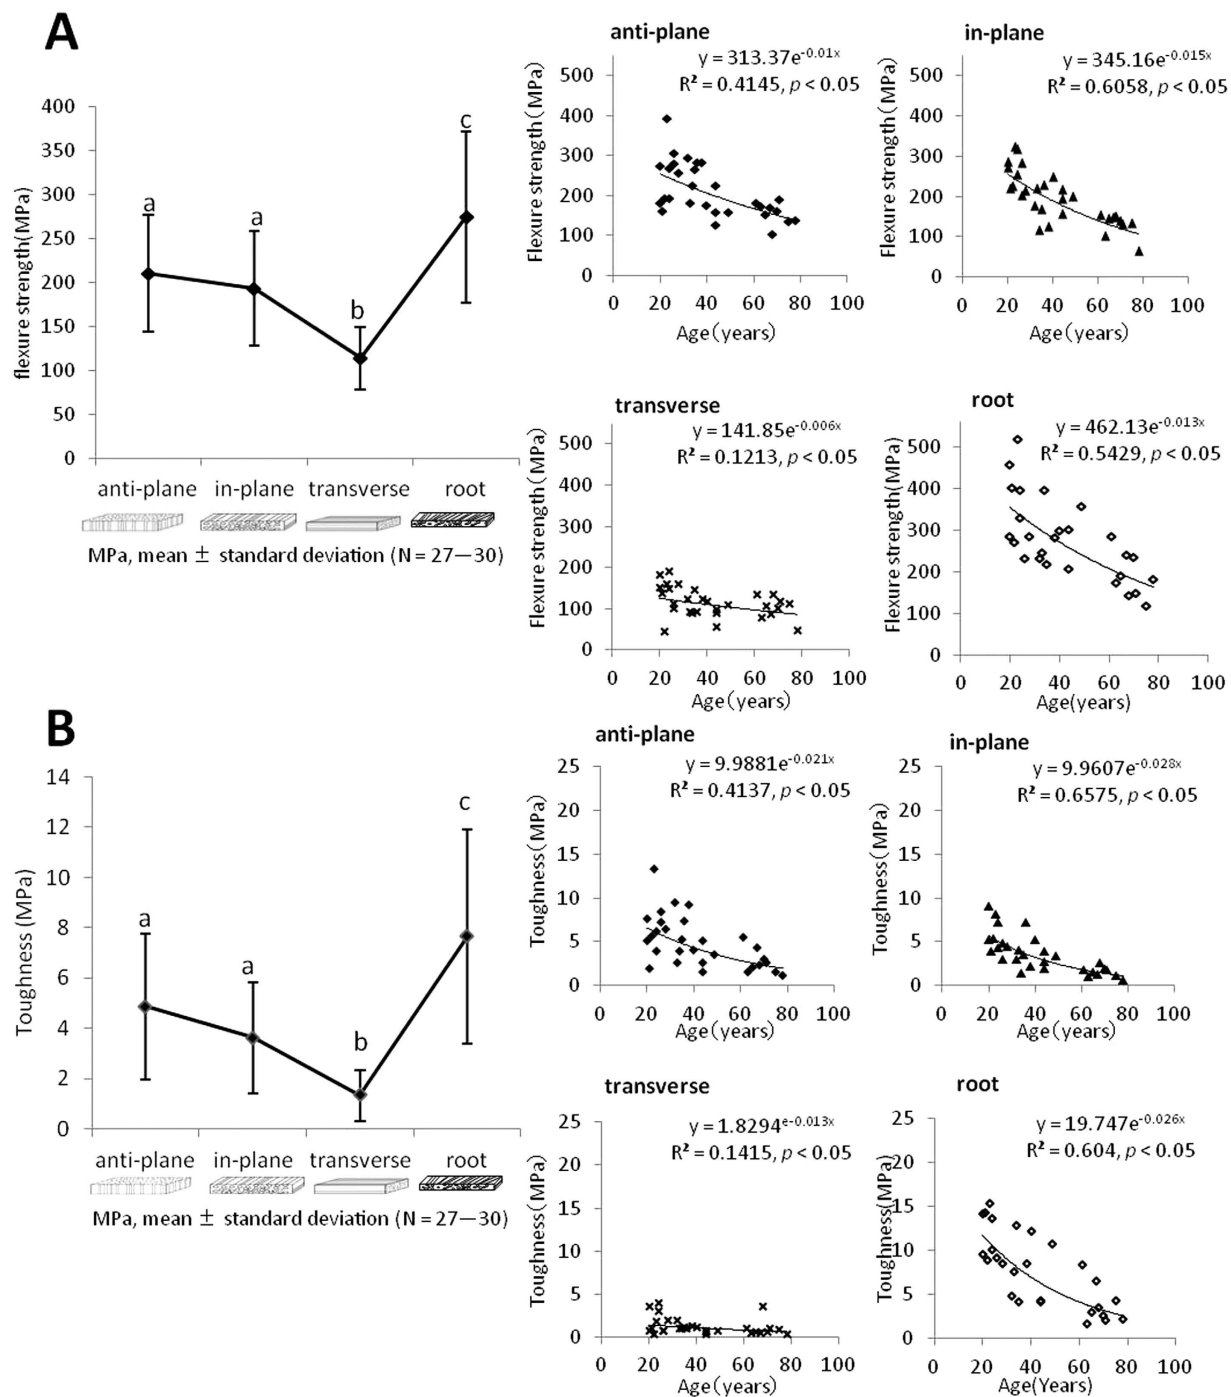 A
flexure strength(MPa)
400
350
300
250
200
150
100
50
0
a
a
b
c
anti-plane in-plane transverse root
MPa, mean ± standard deviation (N = 27—30)
anti-plane
y = 313.37e-0.01x
R² = 0.4145, p < 0.05
Flexure strength(MPa)
500
400
300
200
100
0
0 20 40 60 80 100
Age(years)
in-plane
y = 345.16e-0.015x
R² = 0.6058, p < 0.05
Flexure strength(MPa)
500
400
300
200
100
0
0 20 40 60 80 100
Age(years)
transverse
y = 141.85e-0.006x
R² = 0.1213, p < 0.05
Flexure strength(MPa)
500
400
300
200
100
0
0 20 40 60 80 100
Age(years)
root
y = 462.13e-0.013x
R² = 0.5429, p < 0.05
Flexure strength(MPa)
500
400
300
200
100
0
0 20 40 60 80 100
Age(years)
B
Toughness (MPa)
14
12
10
8
6
4
2
0
a
a
b
c
anti-plane in-plane transverse root
MPa, mean ± standard deviation (N = 27—30)
anti-plane
y = 9.9881e-0.021x
R² = 0.4137, p < 0.05
Toughness(MPa)
25
20
15
10
5
0
0 20 40 60 80 100
Age(years)
in-plane
y = 9.9607e-0.028x
R² = 0.6575, p < 0.05
Toughness(MPa)
25
20
15
10
5
0
0 20 40 60 80 100
Age(years)
transverse
y = 1.8294e-0.013x
R² = 0.1415, p < 0.05
Toughness(MPa)
25
20
15
10
5
0
0 20 40 60 80 100
Age(years)
root
y = 19.747e-0.026x
R² = 0.604, p < 0.05
Toughness(MPa)
25
20
15
10
5
0
0 20 40 60 80 100
Age(Years)